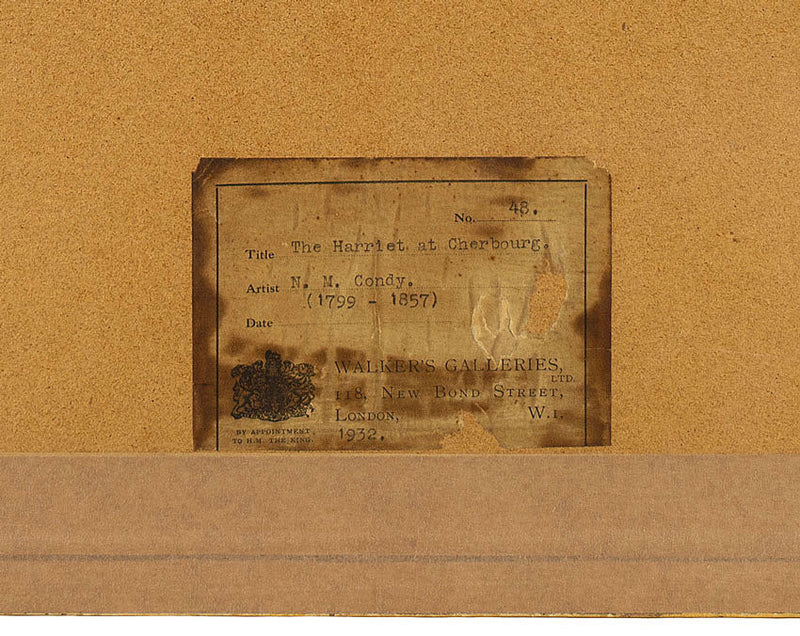 No. 48.
Title The Harriet at Cherbourg.
Artist N. M. Condy.
(1799 - 1857)
Date
WALKER'S GALLERIES,
LTD.
118, NEW BOND STREET,
LONDON, W.1.
BY APPOINTMENT
TO H.M. THE KING.
1932.